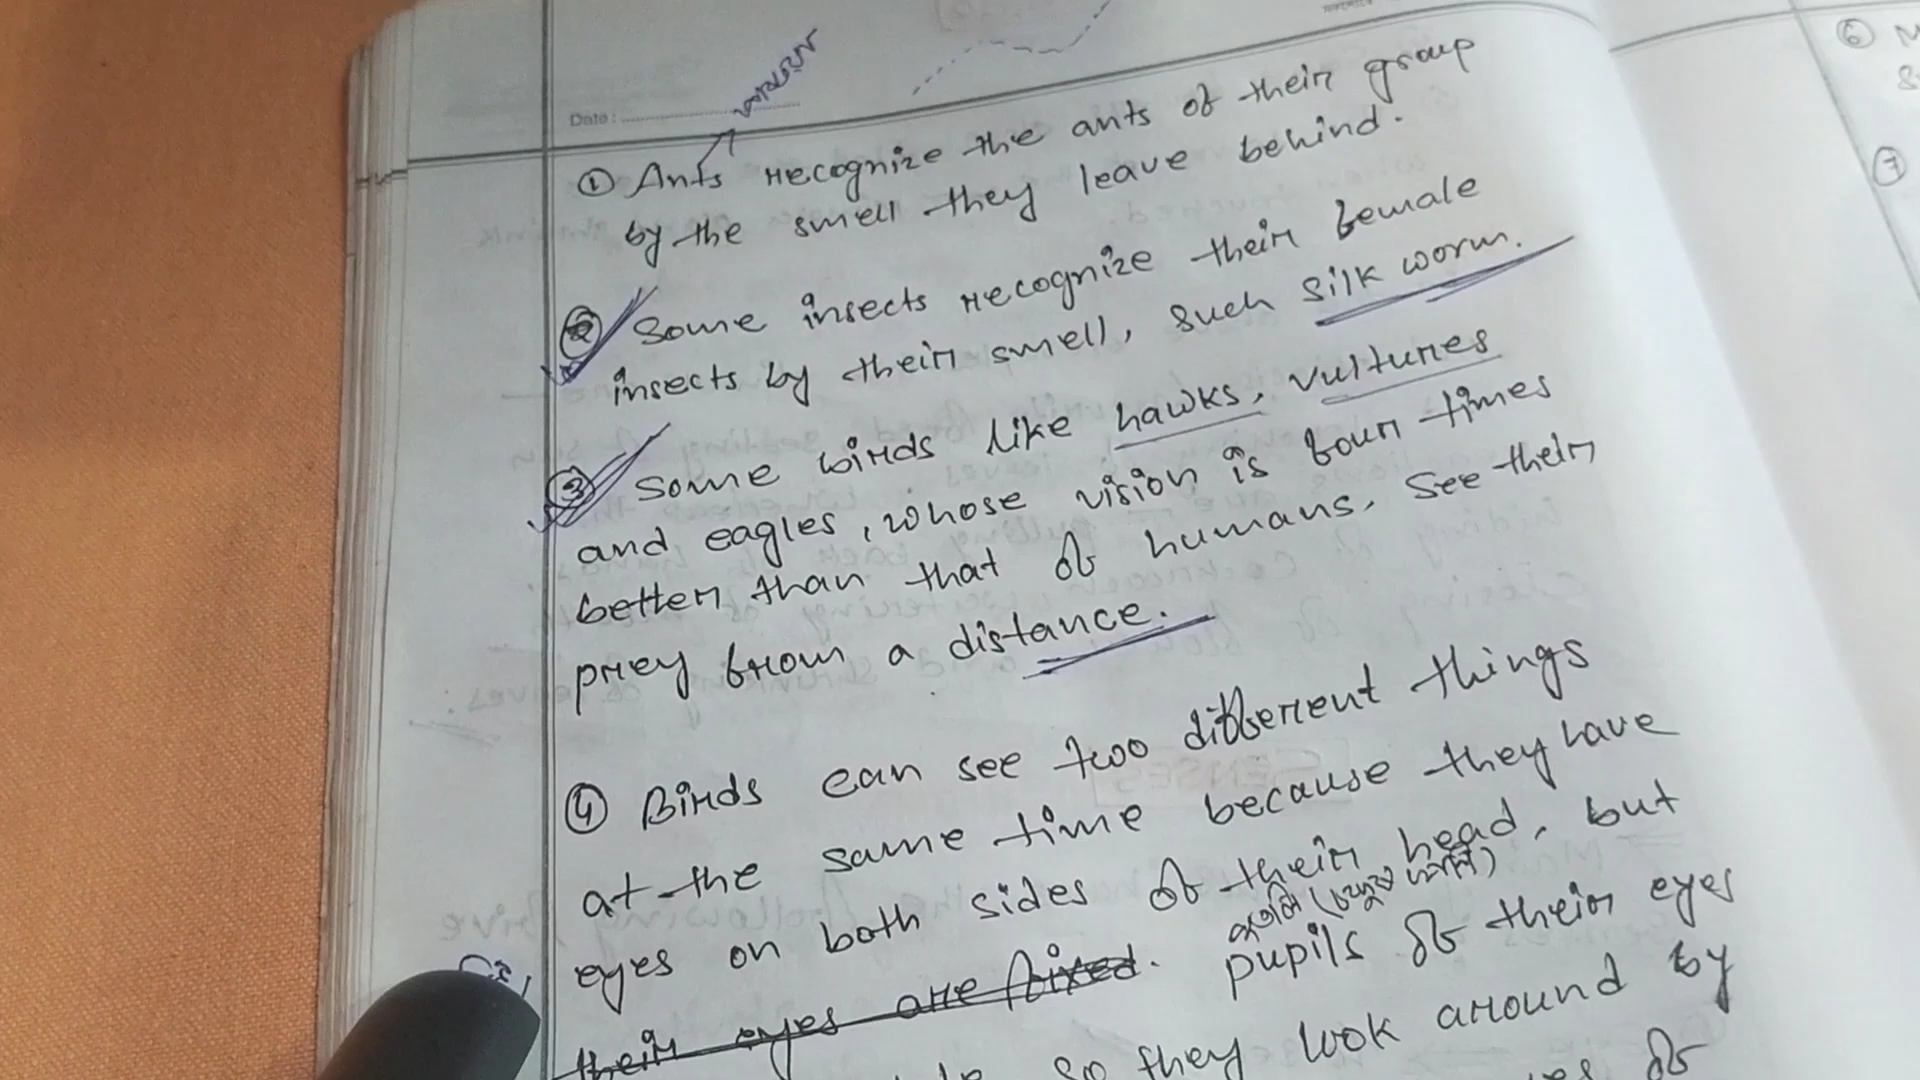 Date :
① Ants recognize the ants of their group
by the smell they leave behind.
② Some insects recognize their female
insects by their smell, such silk worm.
③ Some birds like hawks, vultures
and eagles, whose vision is four times
better than that of humans. See their
prey from a distance.
④ Birds can see two different things
at the same time because they have
eyes on both sides of their head, but
their eyes are fixed. pupils of their eyes
so they look around by
of
⑥
⑦